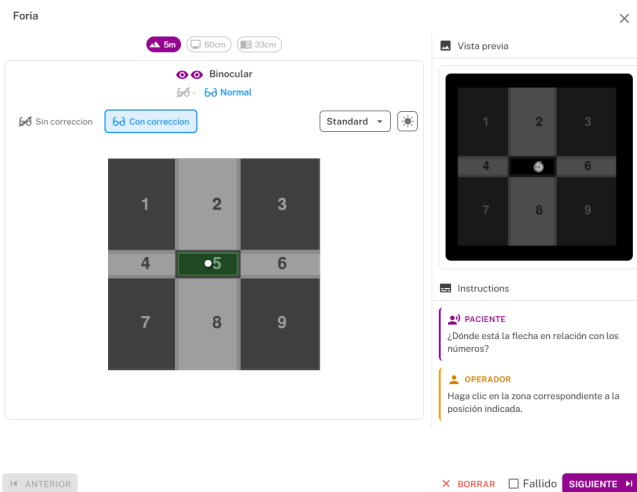 Foria
5m 60cm 33cm
Binocular
- Normal
Sin correccion Con correccion Standard
1 2 3
4 5 6
7 8 9
Vista previa
1 2 3
4 5 6
7 8 9
Instructions
PACIENTE
¿Dónde está la flecha en relación con los
números?
OPERADOR
Haga clic en la zona correspondiente a la
posición indicada.
ANTERIOR
BORRAR Fallido SIGUIENTE